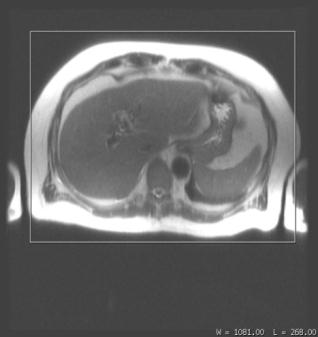 W = 1081.00 L = 268.00